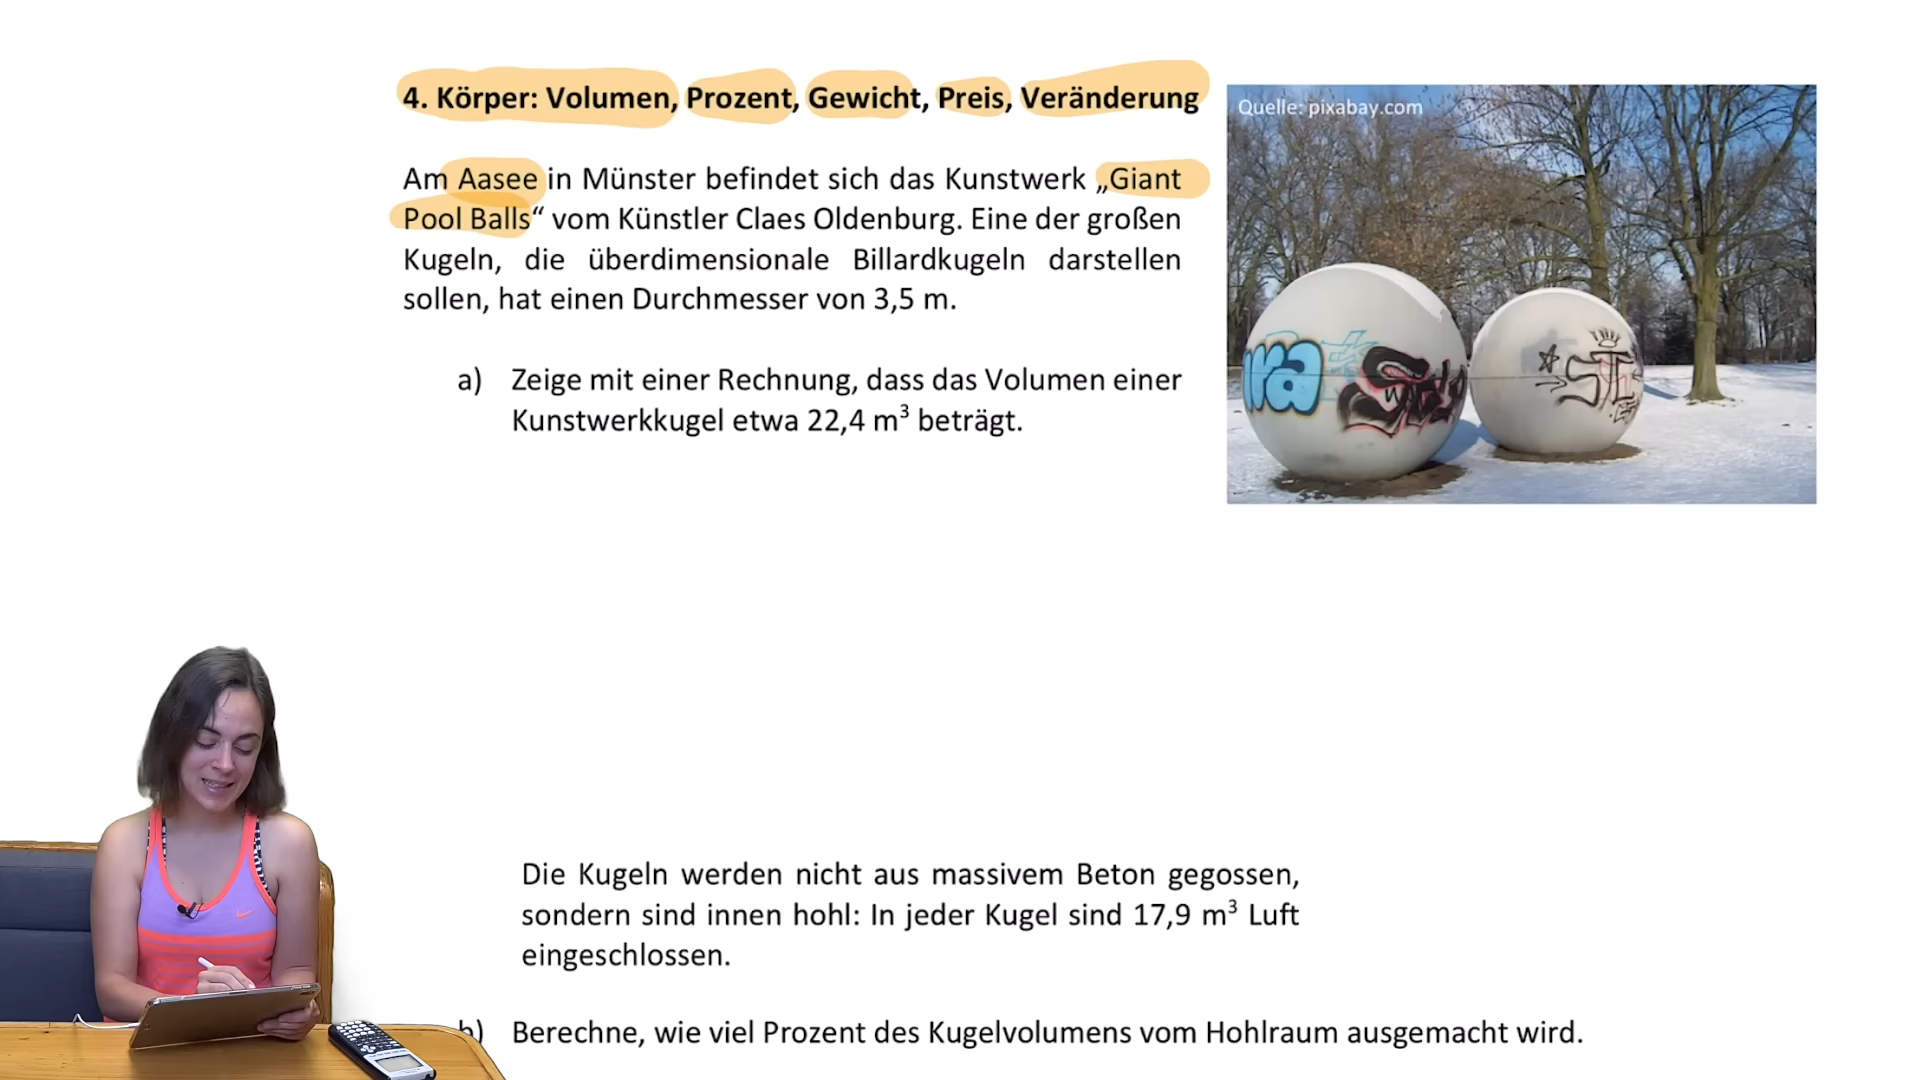 4. Körper: Volumen, Prozent, Gewicht, Preis, Veränderung
Quelle: pixabay.com
Am Aasee in Münster befindet sich das Kunstwerk „Giant
Pool Balls“ vom Künstler Claes Oldenburg. Eine der großen
Kugeln, die überdimensionale Billardkugeln darstellen
sollen, hat einen Durchmesser von 3,5 m.
a) Zeige mit einer Rechnung, dass das Volumen einer
Kunstwerkkugel etwa 22,4 m³ beträgt.
Die Kugeln werden nicht aus massivem Beton gegossen,
sondern sind innen hohl: In jeder Kugel sind 17,9 m³ Luft
eingeschlossen.
b) Berechne, wie viel Prozent des Kugelvolumens vom Hohlraum ausgemacht wird.